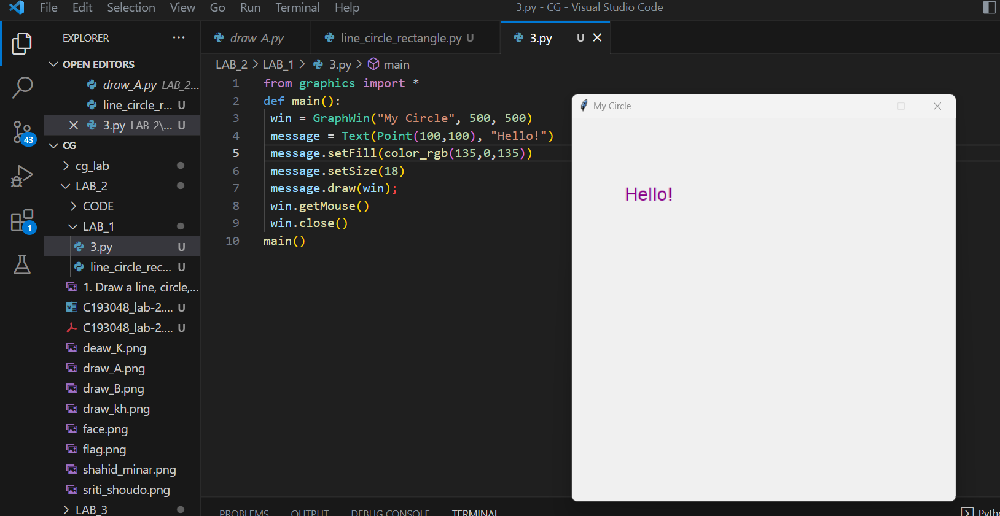 File Edit Selection View Go Run Terminal Help
3.py - CG - Visual Studio Code
EXPLORER ...
OPEN EDITORS
draw_A.py LAB_2...
line_circle_r... U
3.py LAB_2\... U
CG
cg_lab
LAB_2
CODE
LAB_1
3.py U
line_circle_rec... U
1. Draw a line, circle,...
C193048_lab-2.... U
C193048_lab-2.... U
deaw_K.png
draw_A.png
draw_B.png
draw_kh.png
face.png
flag.png
shahid_minar.png
sriti_shoudo.png
LAB_3
43
1
draw_A.py
line_circle_rectangle.py U
3.py U
LAB_2 > LAB_1 > 3.py > main
1 from graphics import *
2 def main():
3 win = GraphWin("My Circle", 500, 500)
4 message = Text(Point(100,100), "Hello!")
5 message.setFill(color_rgb(135,0,135))
6 message.setSize(18)
7 message.draw(win);
8 win.getMouse()
9 win.close()
10 main()
My Circle
Hello!
PROBLEMS OUTPUT DEBUG CONSOLE TERMINAL